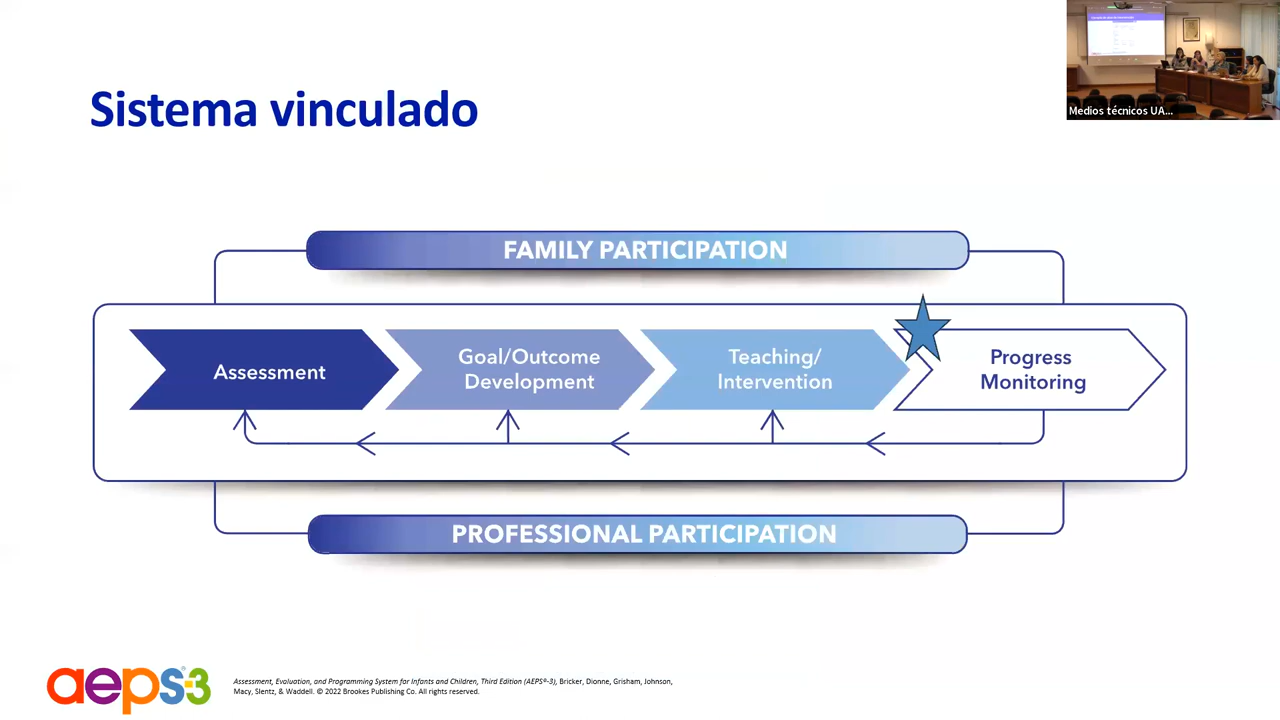 Medios técnicos UA...
Sistema vinculado
FAMILY PARTICIPATION
Assessment
Goal/Outcome
Development
Teaching/
Intervention
Progress
Monitoring
PROFESSIONAL PARTICIPATION
aeps-3
Assessment, Evaluation, and Programming System for Infants and Children, Third Edition (AEPS®-3), Bricker, Dionne, Grisham, Johnson,
Macy, Slentz, & Waddell. © 2022 Brookes Publishing Co. All rights reserved.